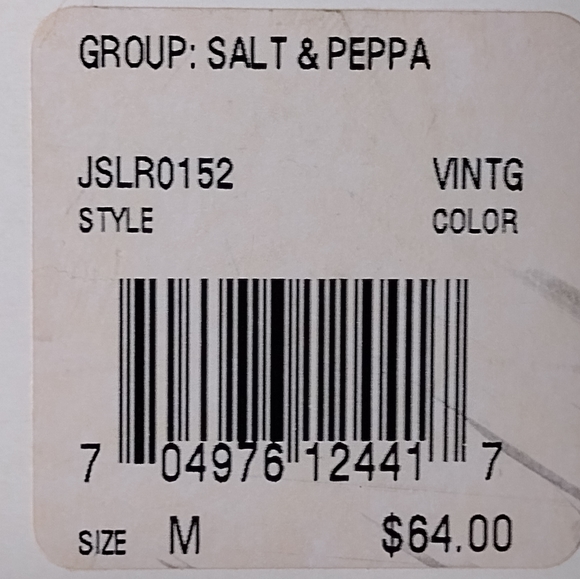 GROUP: SALT & PEPPA
JSLR0152 VINTG
STYLE COLOR
7 04976 12441 7
SIZE M $64.00